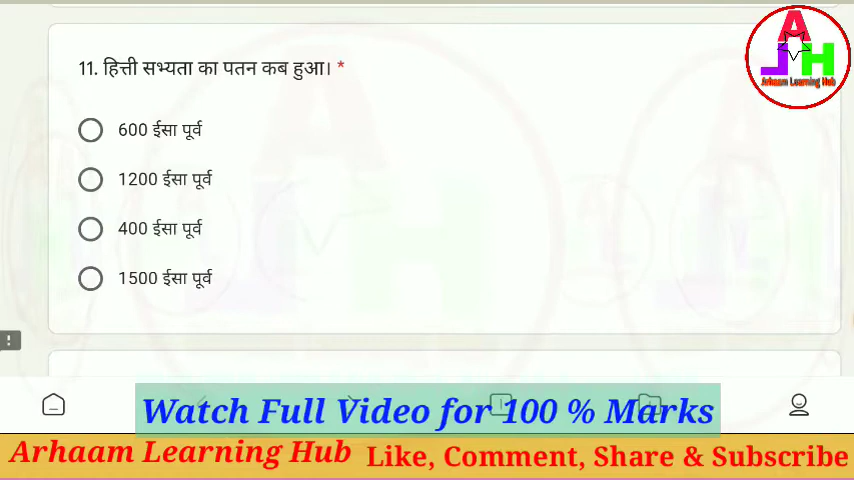 11. हित्ती सभ्यता का पतन कब हुआ। *
600 ईसा पूर्व
1200 ईसा पूर्व
400 ईसा पूर्व
1500 ईसा पूर्व
A
J H
Arhaam Learning Hub
Watch Full Video for 100 % Marks
Arhaam Learning Hub Like, Comment, Share & Subscribe